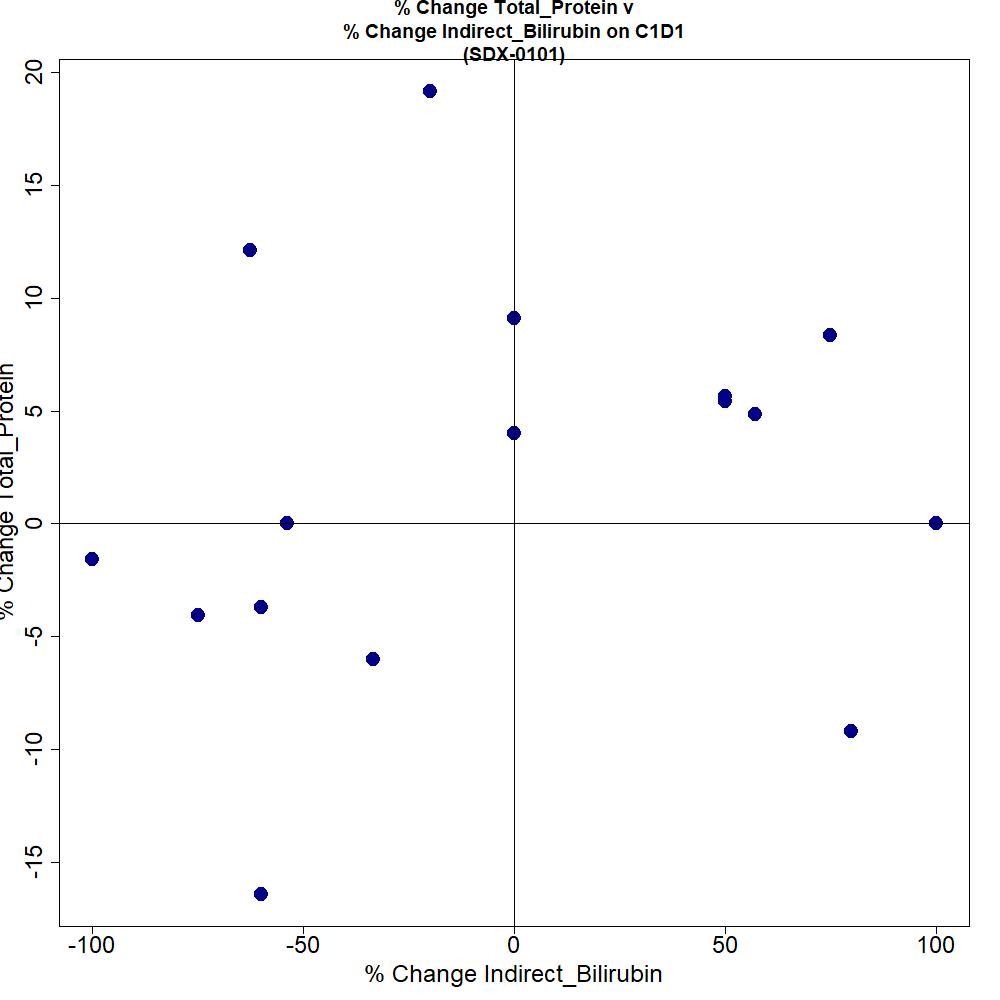 % Change Total_Protein v
% Change Indirect_Bilirubin on C1D1
(SDX-0101)
20
15
10
5
0
-5
-10
-15
% Change Total_Protein
-100
-50
0
50
100
% Change Indirect_Bilirubin